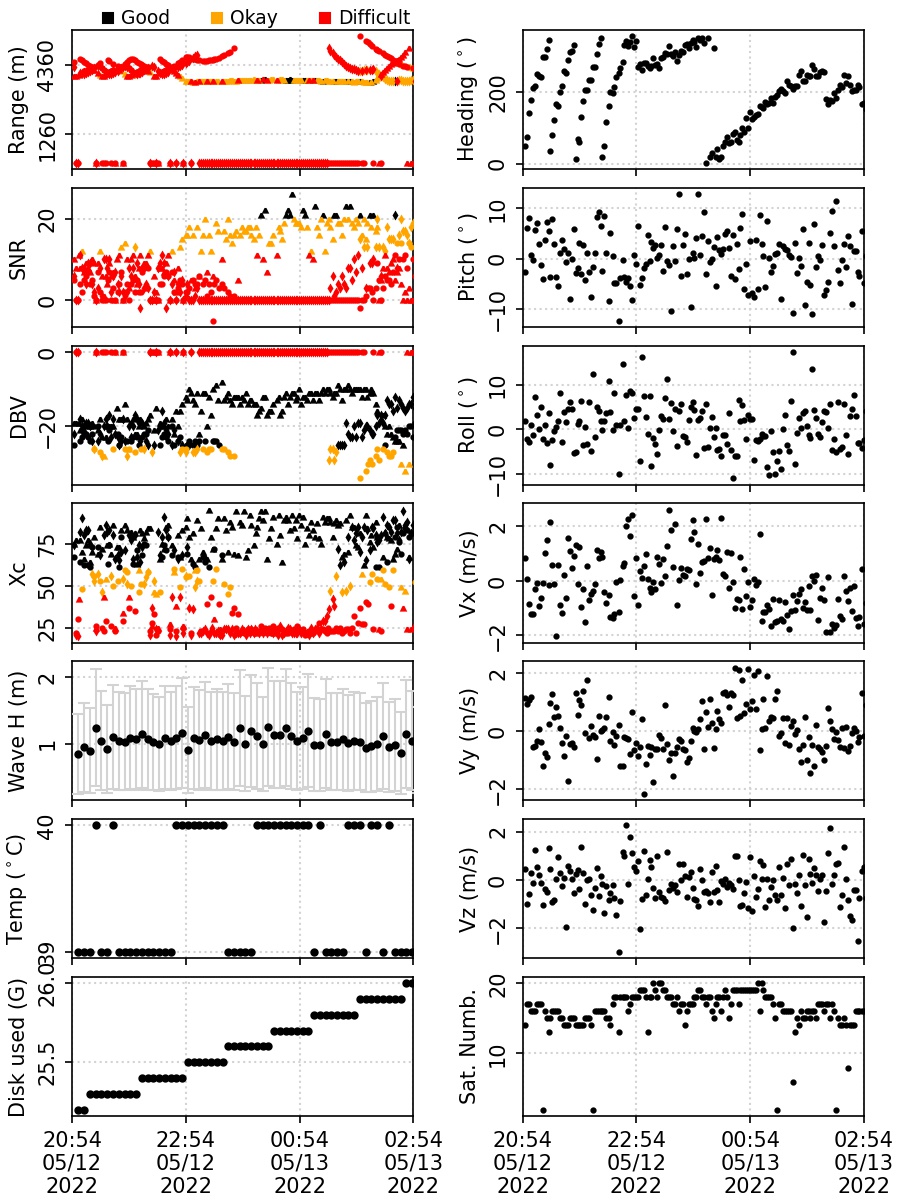 Good Okay Difficult
Range (m)
4360
1260
Heading (°)
200
0
SNR
20
0
Pitch (°)
10
0
−10
DBV
0
−20
Roll (°)
10
0
−10
Xc
75
50
25
Vx (m/s)
2
0
−2
Wave H (m)
2
1
Vy (m/s)
2
0
−2
Temp (°C)
40
39
Vz (m/s)
2
0
−2
Disk used (G)
26.0
25.5
Sat. Numb.
20
10
20:54 22:54 00:54 02:54
05/12 05/12 05/13 05/13
2022 2022 2022 2022
20:54 22:54 00:54 02:54
05/12 05/12 05/13 05/13
2022 2022 2022 2022